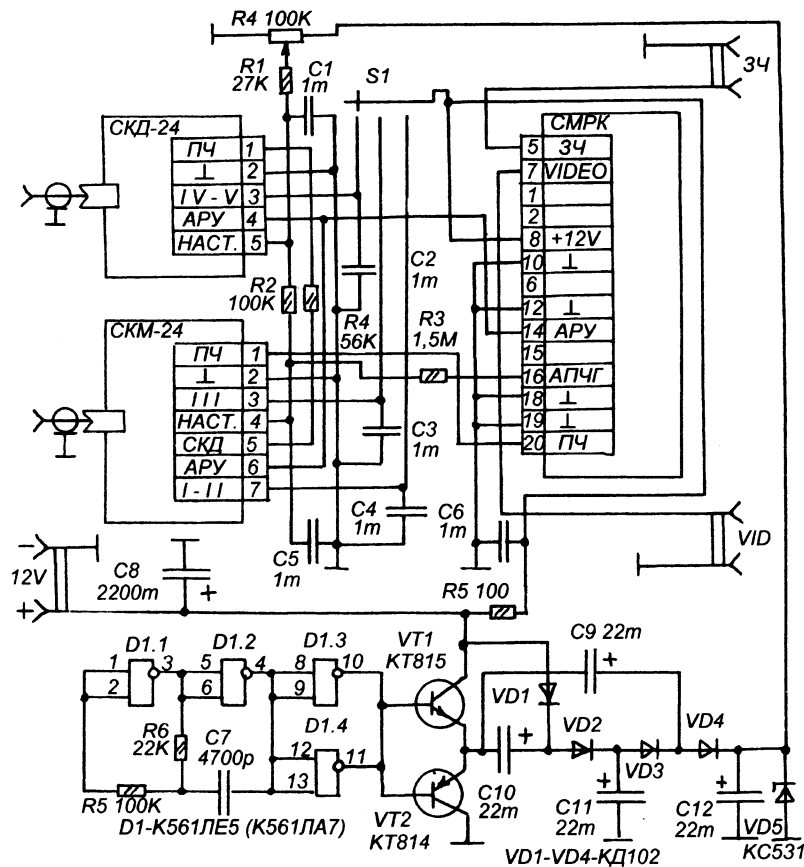 R4 100K
R1
27K
C1
1m
S1
ЗЧ
СКД-24
ПЧ 1
⊥ 2
IV-V 3
АРУ 4
НАСТ. 5
СМРК
5 ЗЧ
7 VIDEO
1
2
8 +12V
10 ⊥
6
12 ⊥
14 АРУ
15
16 АПЧГ
18 ⊥
19 ⊥
20 ПЧ
R2
100K
C2
1m
R4
56K
R3
1,5М
СКМ-24
ПЧ 1
⊥ 2
III 3
НАСТ. 4
СКД 5
АРУ 6
I-II 7
C3
1m
C4
1m
C6
1m
C5
1m
VID
−
12V
+
C8
2200m
+
R5 100
D1.1
D1.2
D1.3
1
2
3
5
6
4
8
9
10
VT1
КТ815
C9 22m
+
VD1
R6
22K
C7
4700p
D1.4
12
13
11
VD2
VD3
VD4
C10
22m
+
R5 100K
VT2
КТ814
C11
22m
+
C12
22m
+
VD5
КС531
D1-К561ЛЕ5 (К561ЛА7)
VD1-VD4-КД102